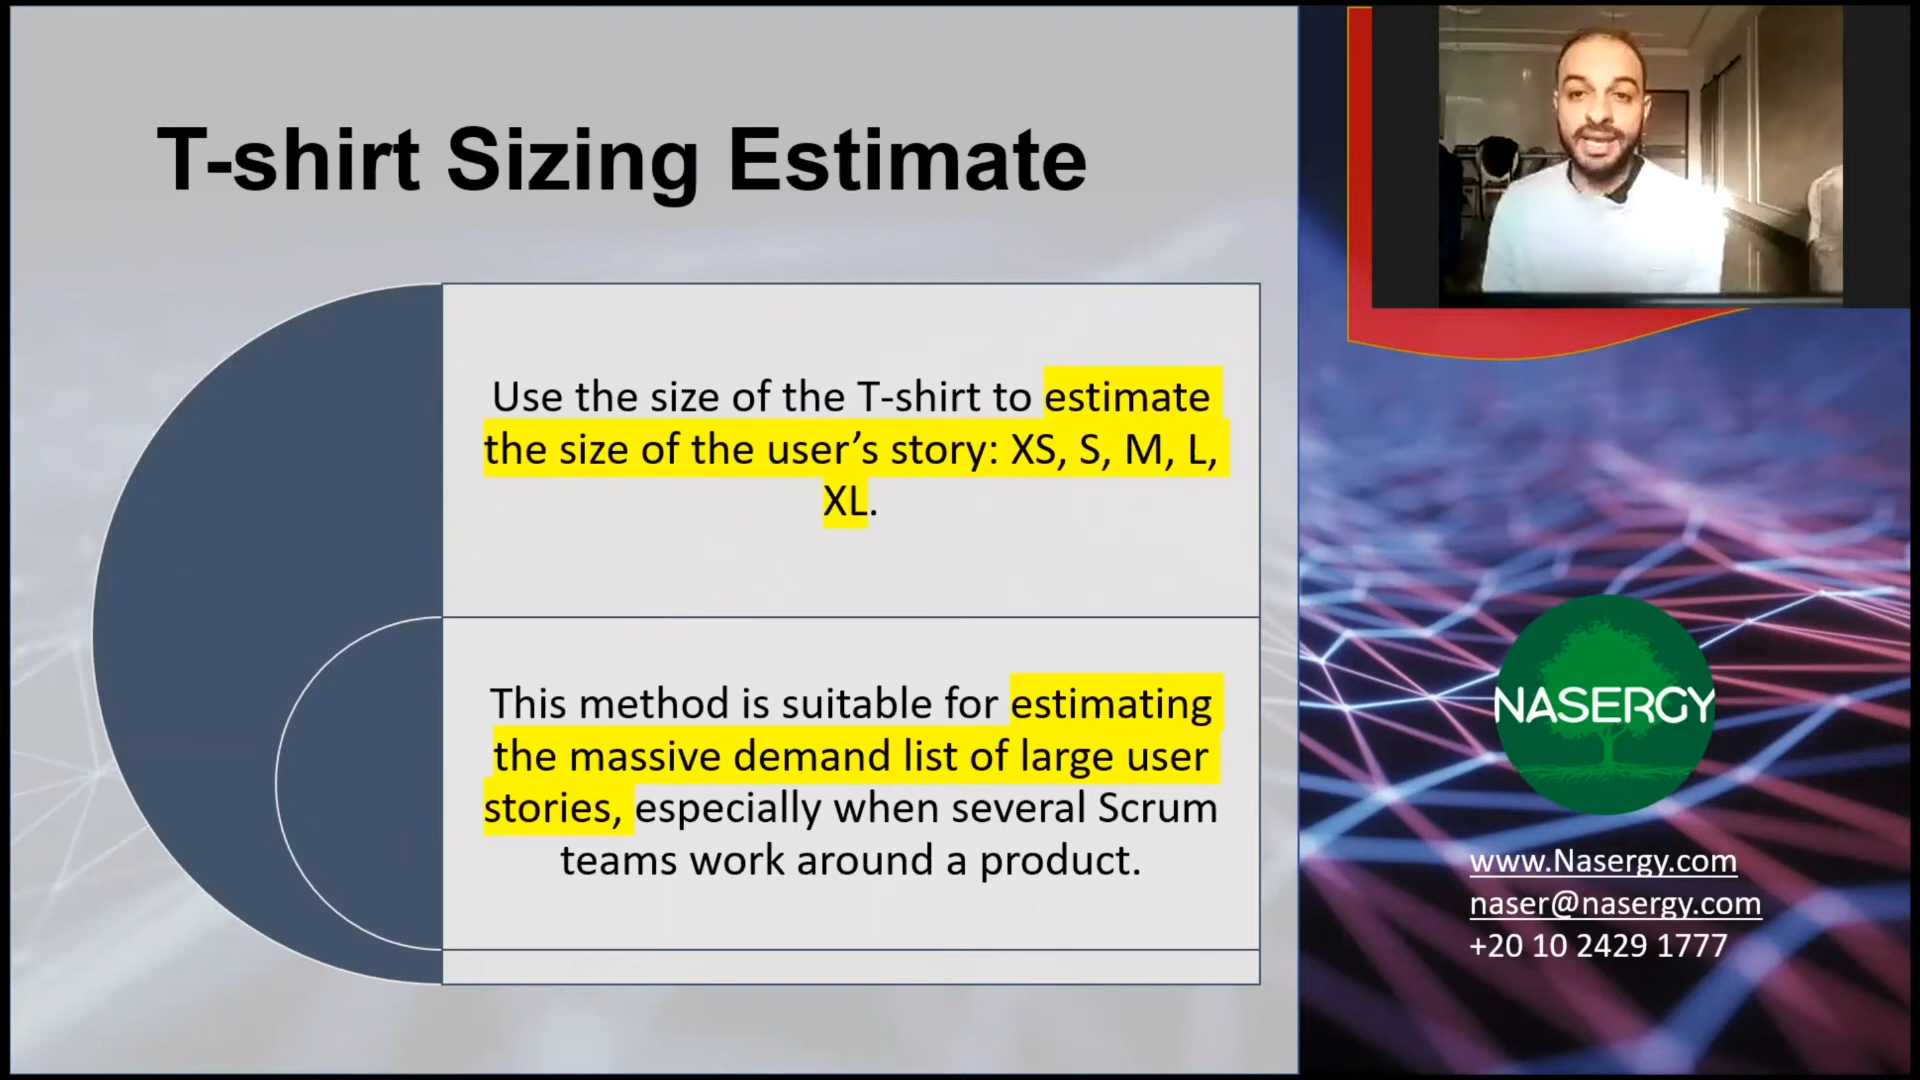 T-shirt Sizing Estimate
Use the size of the T-shirt to estimate
the size of the user’s story: XS, S, M, L,
XL.
This method is suitable for estimating
the massive demand list of large user
stories, especially when several Scrum
teams work around a product.
NASERGY
www.Nasergy.com
naser@nasergy.com
+20 10 2429 1777